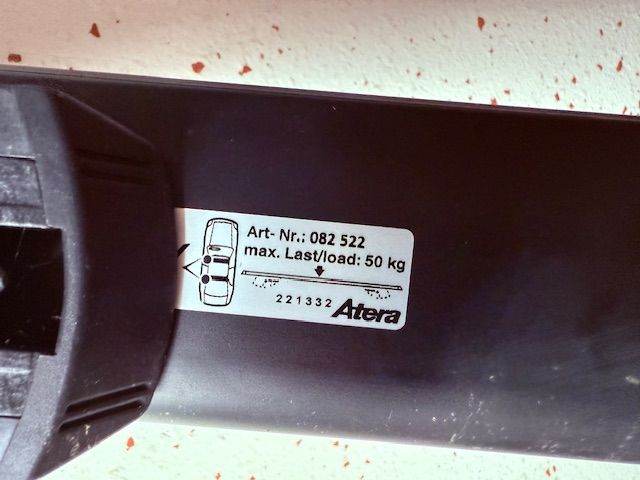 Art- Nr.: 082 522
max. Last/load: 50 kg
221332
Atera